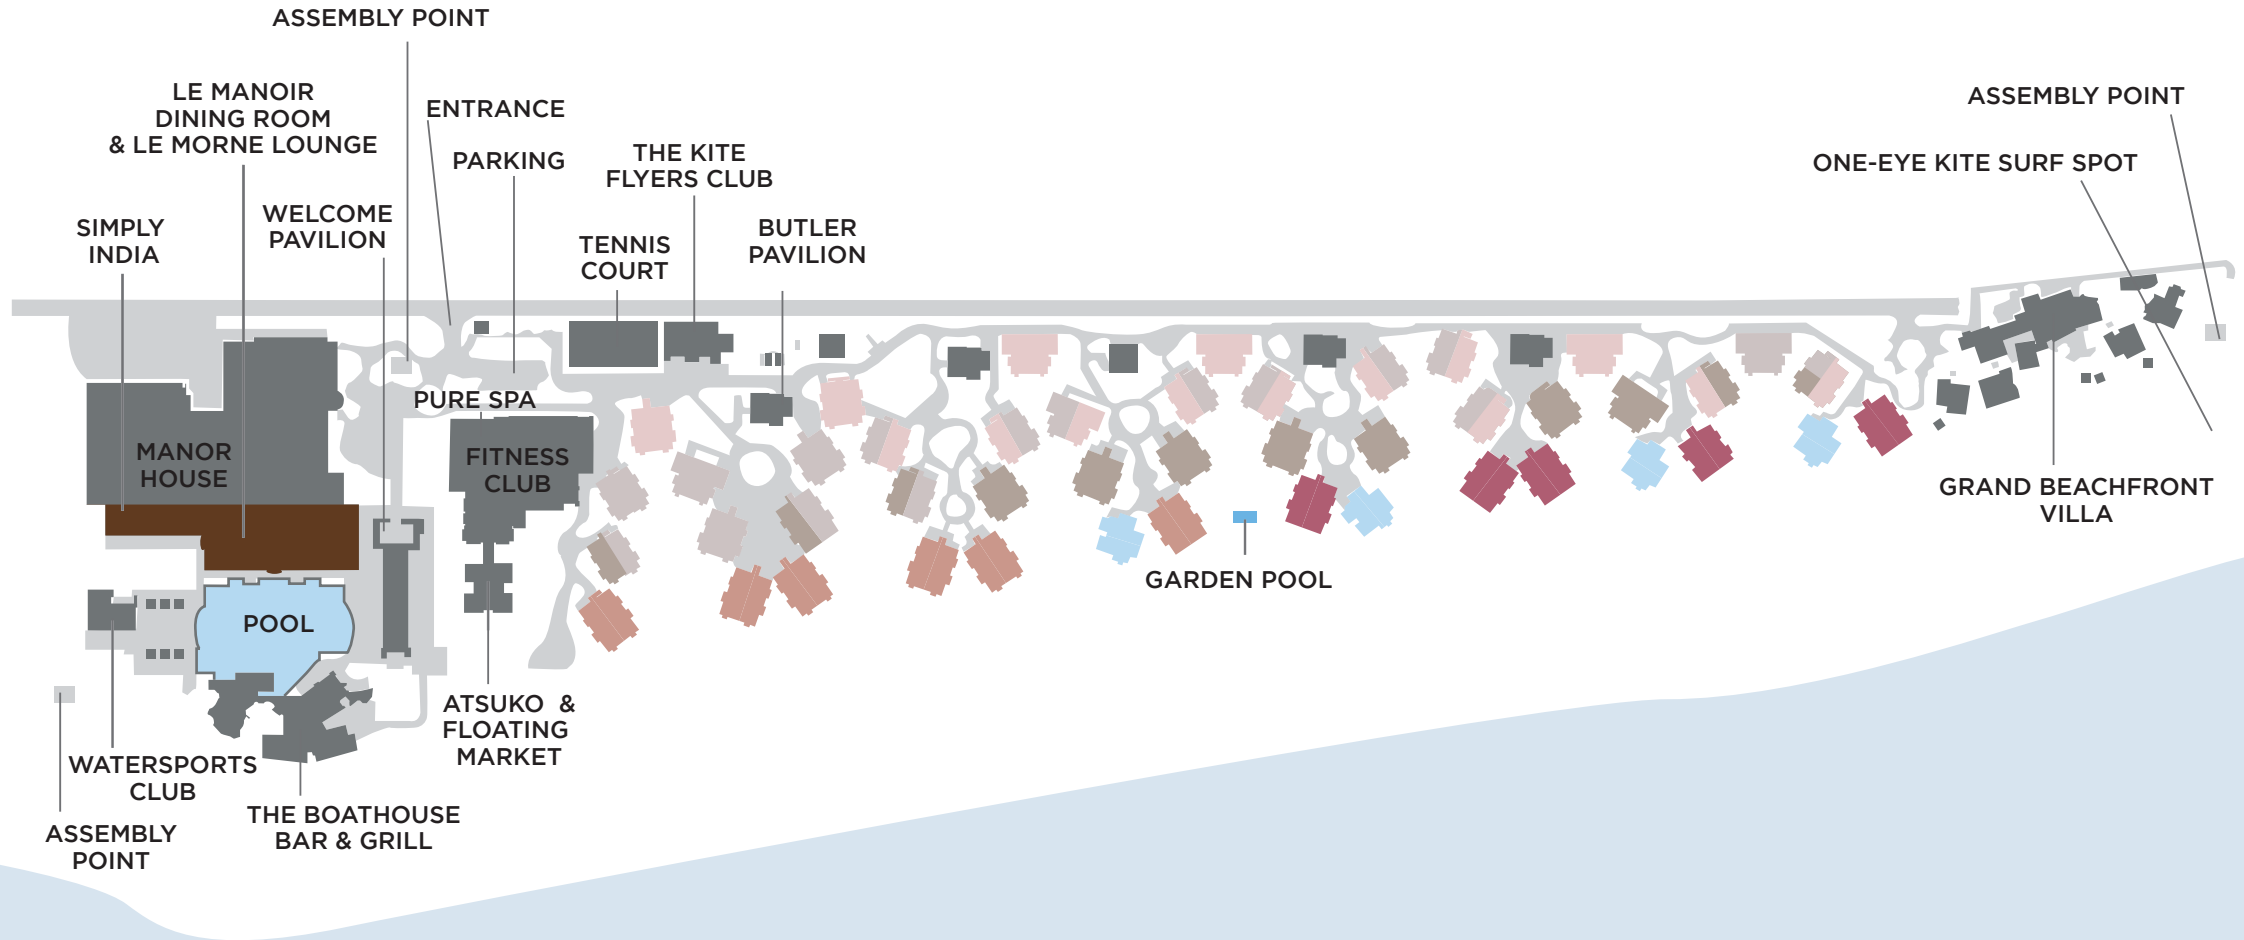 ASSEMBLY POINT
LE MANOIR
DINING ROOM
& LE MORNE LOUNGE
ENTRANCE
PARKING
THE KITE
FLYERS CLUB
SIMPLY
INDIA
WELCOME
PAVILION
TENNIS
COURT
BUTLER
PAVILION
ASSEMBLY POINT
ONE-EYE KITE SURF SPOT
PURE SPA
MANOR
HOUSE
FITNESS
CLUB
GRAND BEACHFRONT
VILLA
GARDEN POOL
POOL
ATSUKO &
FLOATING
MARKET
WATERSPORTS
CLUB
THE BOATHOUSE
BAR & GRILL
ASSEMBLY
POINT